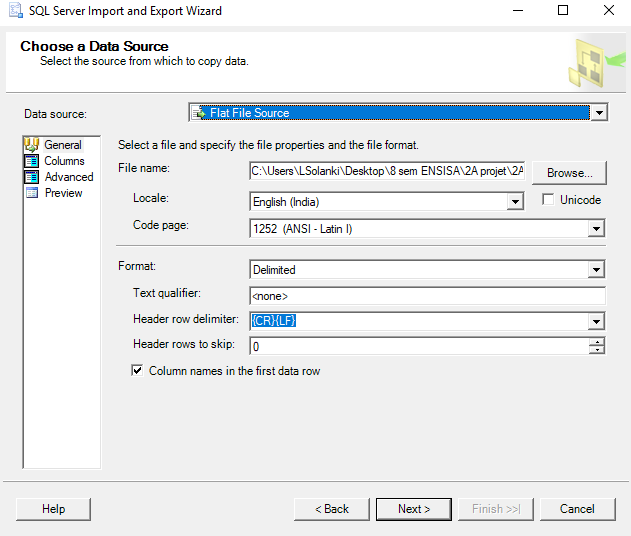 SQL Server Import and Export Wizard
Choose a Data Source
Select the source from which to copy data.
Data source: Flat File Source
General
Columns
Advanced
Preview
Select a file and specify the file properties and the file format.
File name: C:\Users\LSolanki\Desktop\8 sem ENSISA\2A projet\2A Browse...
Locale: English (India) Unicode
Code page: 1252 (ANSI - Latin I)
Format: Delimited
Text qualifier: <none>
Header row delimiter: {CR}{LF}
Header rows to skip: 0
Column names in the first data row
Help < Back Next > Finish >>| Cancel